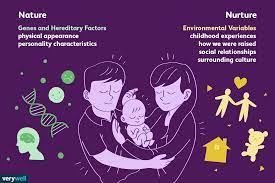 Nature
Genes and Hereditary Factors
physical appearance
personality characteristics
Nurture
Environmental Variables
childhood experiences
how we were raised
social relationships
surrounding culture
verywell